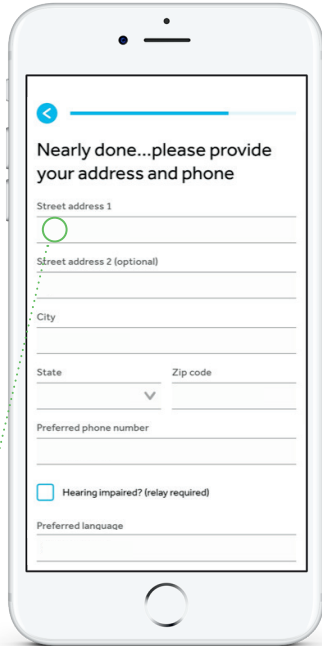 Nearly done...please provide
your address and phone
Street address 1
Street address 2 (optional)
City
State Zip code
Preferred phone number
Hearing impaired? (relay required)
Preferred language